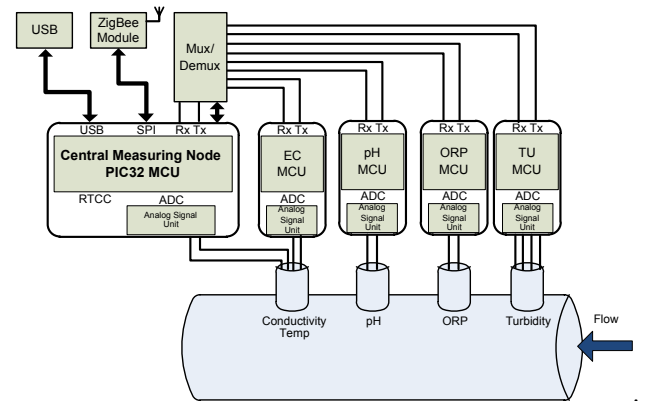 USB
ZigBee
Module
Mux/
Demux
USB SPI Rx Tx
Central Measuring Node
PIC32 MCU
RTCC ADC
Analog Signal
Unit
Rx Tx
EC
MCU
ADC
Analog
Signal
Unit
Rx Tx
pH
MCU
ADC
Analog
Signal
Unit
Rx Tx
ORP
MCU
ADC
Analog
Signal
Unit
Rx Tx
TU
MCU
ADC
Analog
Signal
Unit
Conductivity
Temp
pH
ORP
Turbidity
Flow